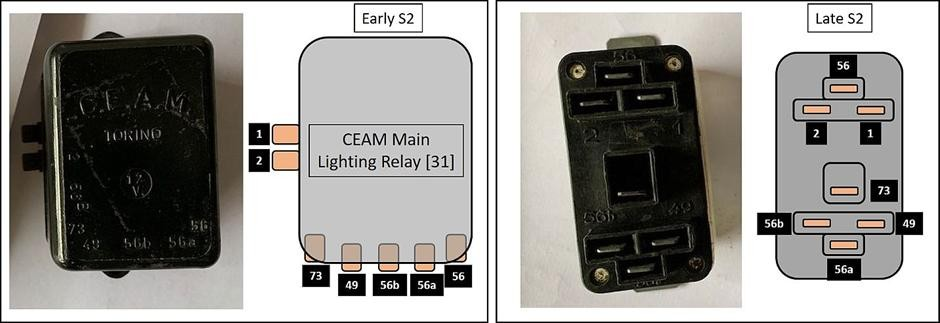 Early S2
C.E.A.M.
TORINO
12
V.
2
73
49 56b 56a 56
1
2
CEAM Main
Lighting Relay [31]
73 49 56b 56a 56
Late S2
56
2 1
56b 49
56
2 1
73
56b 49
56a